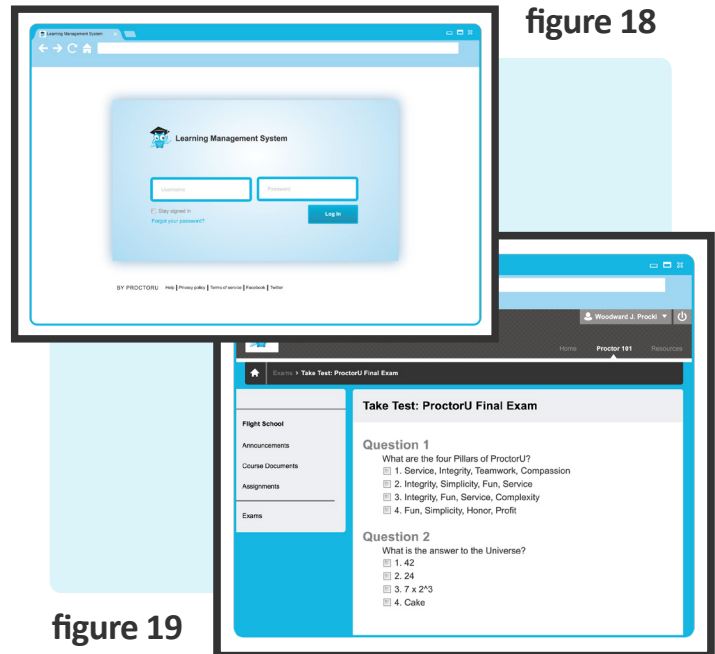 figure 18
Learning Management System
Learning Management System
Username
Password
Stay signed in
Log In
Forgot your password?
BY PROCTORU Help | Privacy policy | Terms of service | Facebook | Twitter
Woodward J. Procki
Home Proctor 101 Resources
Exams > Take Test: ProctorU Final Exam
Flight School
Announcements
Course Documents
Assignments
Exams
Take Test: ProctorU Final Exam
Question 1
What are the four Pillars of ProctorU?
1. Service, Integrity, Teamwork, Compassion
2. Integrity, Simplicity, Fun, Service
3. Integrity, Fun, Service, Complexity
4. Fun, Simplicity, Honor, Profit
Question 2
What is the answer to the Universe?
1. 42
2. 24
3. 7 x 2^3
4. Cake
figure 19